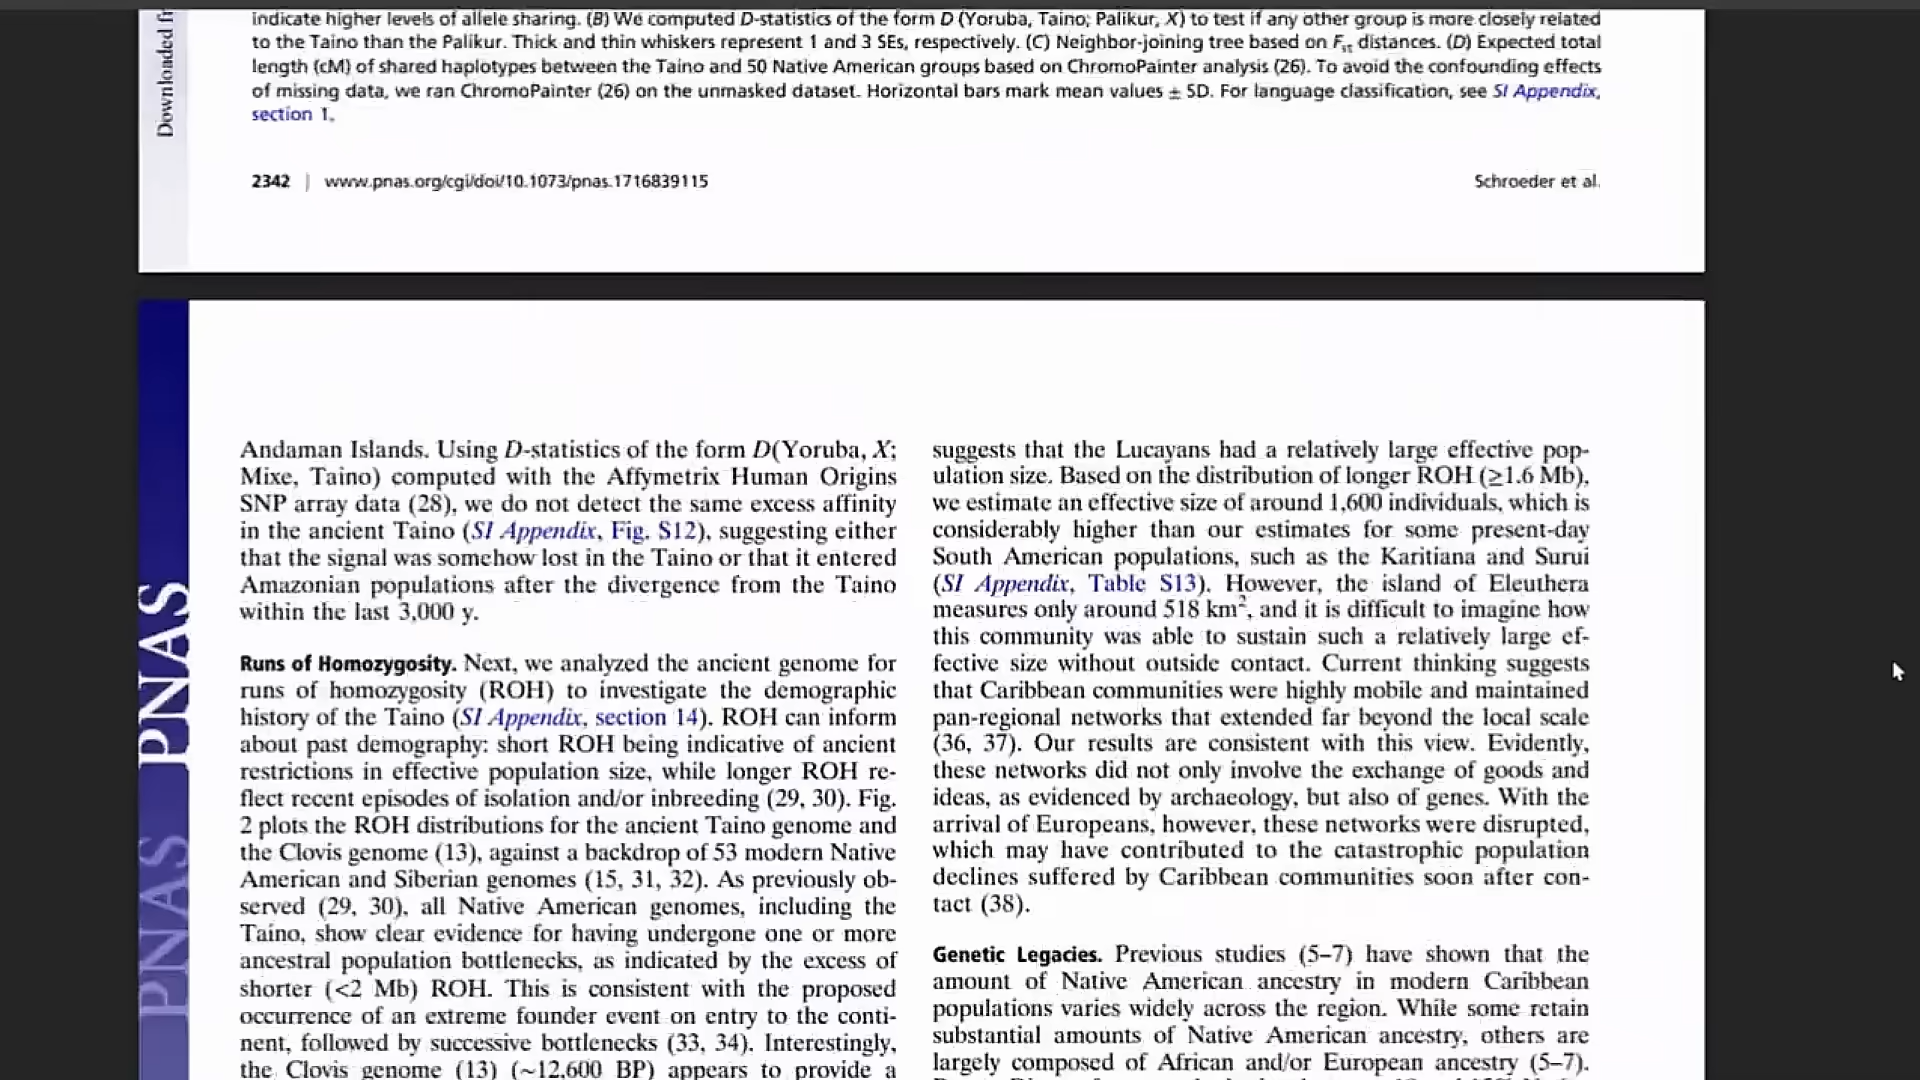 Downloaded fr
indicate higher levels of allele sharing. (B) We computed D-statistics of the form D (Yoruba, Taino; Palikur, X) to test if any other group is more closely related
to the Taino than the Palikur. Thick and thin whiskers represent 1 and 3 SEs, respectively. (C) Neighbor-joining tree based on Fst distances. (D) Expected total
length (cM) of shared haplotypes between the Taino and 50 Native American groups based on ChromoPainter analysis (26). To avoid the confounding effects
of missing data, we ran ChromoPainter (26) on the unmasked dataset. Horizontal bars mark mean values ± SD. For language classification, see SI Appendix,
section 1.
2342 | www.pnas.org/cgi/doi/10.1073/pnas.1716839115
Schroeder et al.
PNAS
PNAS
Andaman Islands. Using D-statistics of the form D(Yoruba, X;
Mixe, Taino) computed with the Affymetrix Human Origins
SNP array data (28), we do not detect the same excess affinity
in the ancient Taino (SI Appendix, Fig. S12), suggesting either
that the signal was somehow lost in the Taino or that it entered
Amazonian populations after the divergence from the Taino
within the last 3,000 y.
Runs of Homozygosity. Next, we analyzed the ancient genome for
runs of homozygosity (ROH) to investigate the demographic
history of the Taino (SI Appendix, section 14). ROH can inform
about past demography: short ROH being indicative of ancient
restrictions in effective population size, while longer ROH re-
flect recent episodes of isolation and/or inbreeding (29, 30). Fig.
2 plots the ROH distributions for the ancient Taino genome and
the Clovis genome (13), against a backdrop of 53 modern Native
American and Siberian genomes (15, 31, 32). As previously ob-
served (29, 30), all Native American genomes, including the
Taino, show clear evidence for having undergone one or more
ancestral population bottlenecks, as indicated by the excess of
shorter (<2 Mb) ROH. This is consistent with the proposed
occurrence of an extreme founder event on entry to the conti-
nent, followed by successive bottlenecks (33, 34). Interestingly,
the Clovis genome (13) (~12,600 BP) appears to provide a
suggests that the Lucayans had a relatively large effective pop-
ulation size. Based on the distribution of longer ROH (≥1.6 Mb),
we estimate an effective size of around 1,600 individuals, which is
considerably higher than our estimates for some present-day
South American populations, such as the Karitiana and Surui
(SI Appendix, Table S13). However, the island of Eleuthera
measures only around 518 km², and it is difficult to imagine how
this community was able to sustain such a relatively large ef-
fective size without outside contact. Current thinking suggests
that Caribbean communities were highly mobile and maintained
pan-regional networks that extended far beyond the local scale
(36, 37). Our results are consistent with this view. Evidently,
these networks did not only involve the exchange of goods and
ideas, as evidenced by archaeology, but also of genes. With the
arrival of Europeans, however, these networks were disrupted,
which may have contributed to the catastrophic population
declines suffered by Caribbean communities soon after con-
tact (38).
Genetic Legacies. Previous studies (5–7) have shown that the
amount of Native American ancestry in modern Caribbean
populations varies widely across the region. While some retain
substantial amounts of Native American ancestry, others are
largely composed of African and/or European ancestry (5–7).